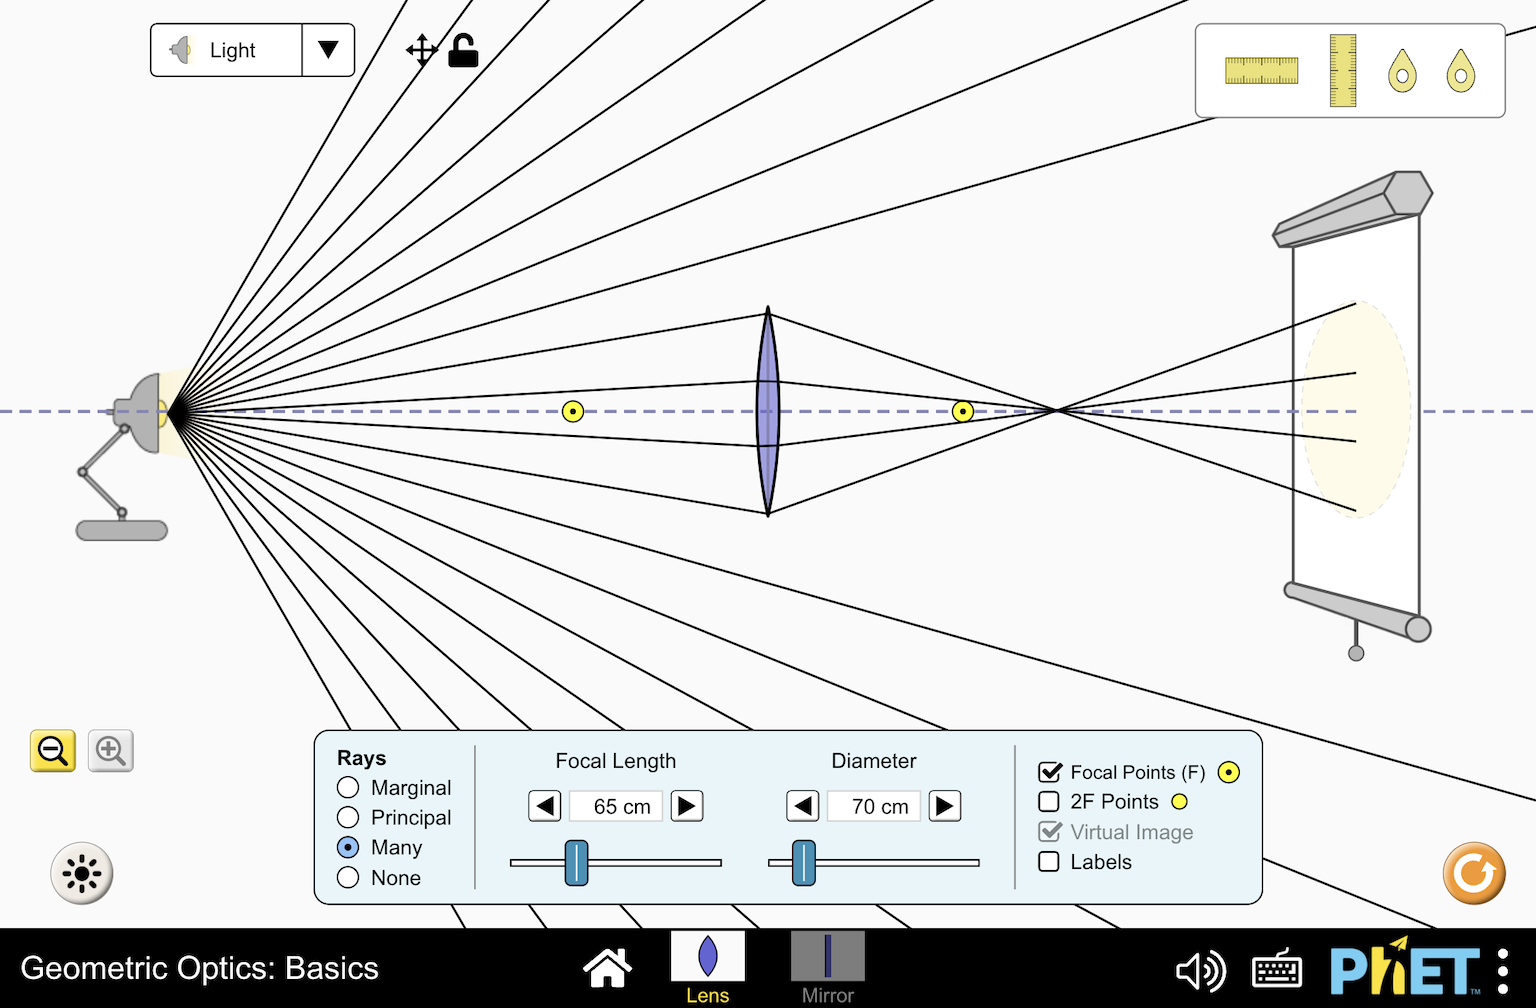 Light
Rays
Marginal
Principal
Many
None
Focal Length
65 cm
Diameter
70 cm
Focal Points (F)
2F Points
Virtual Image
Labels
Geometric Optics: Basics
Lens
Mirror
PhET™